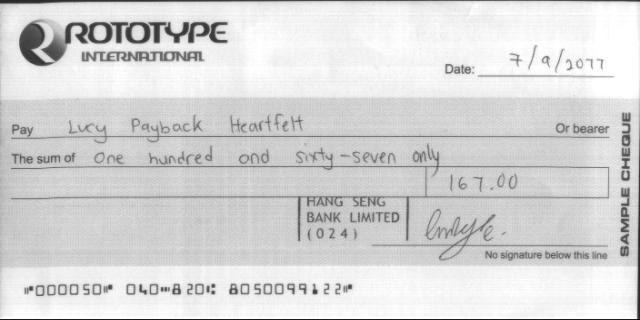 ROTOTYPE
INTERNATIONAL
Date: 7/9/2077
Pay Lucy Payback Heartfelt Or bearer
The sum of One hundred and sixty-seven only
167.00
HANG SENG
BANK LIMITED
(024)
No signature below this line
SAMPLE CHEQUE
⑈000050⑈ 040⑉820⑆ 8050099122⑈